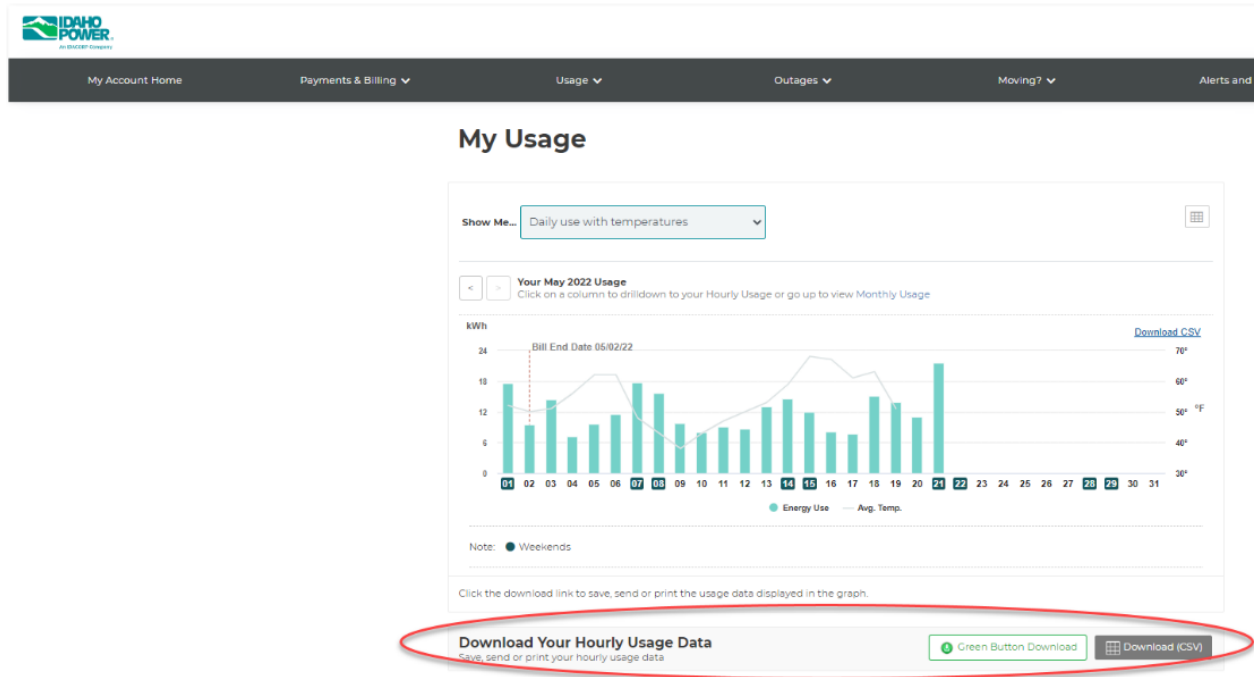 IDAHO
POWER
An IDACORP Company
My Account Home
Payments & Billing
Usage
Outages
Moving?
Alerts and
My Usage
Show Me... Daily use with temperatures
< >
Your May 2022 Usage
Click on a column to drilldown to your Hourly Usage or go up to view Monthly Usage
kWh
Download CSV
Bill End Date 05/02/22
24
18
12
6
0
70°
60°
50° °F
40°
30°
01 02 03 04 05 06 07 08 09 10 11 12 13 14 15 16 17 18 19 20 21 22 23 24 25 26 27 28 29 30 31
Energy Use Avg. Temp.
Note: Weekends
Click the download link to save, send or print the usage data displayed in the graph.
Download Your Hourly Usage Data
Save, send or print your hourly usage data
Green Button Download
Download (CSV)